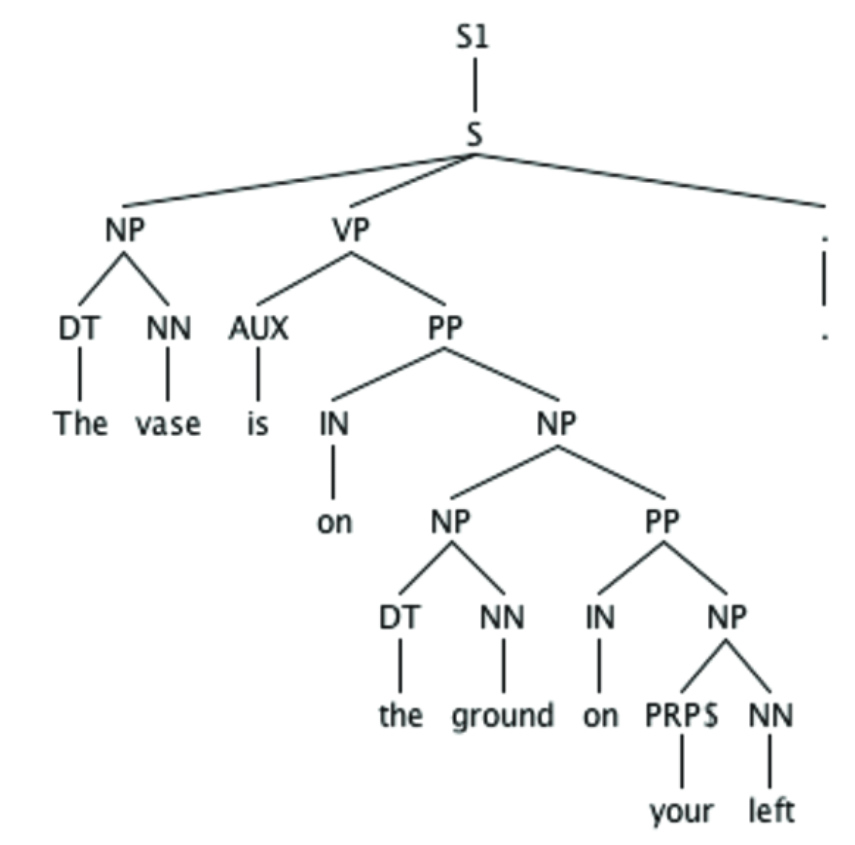 S1
S
NP VP .
DT NN AUX PP .
The vase is IN NP
on NP PP
DT NN IN NP
the ground on PRP$ NN
your left